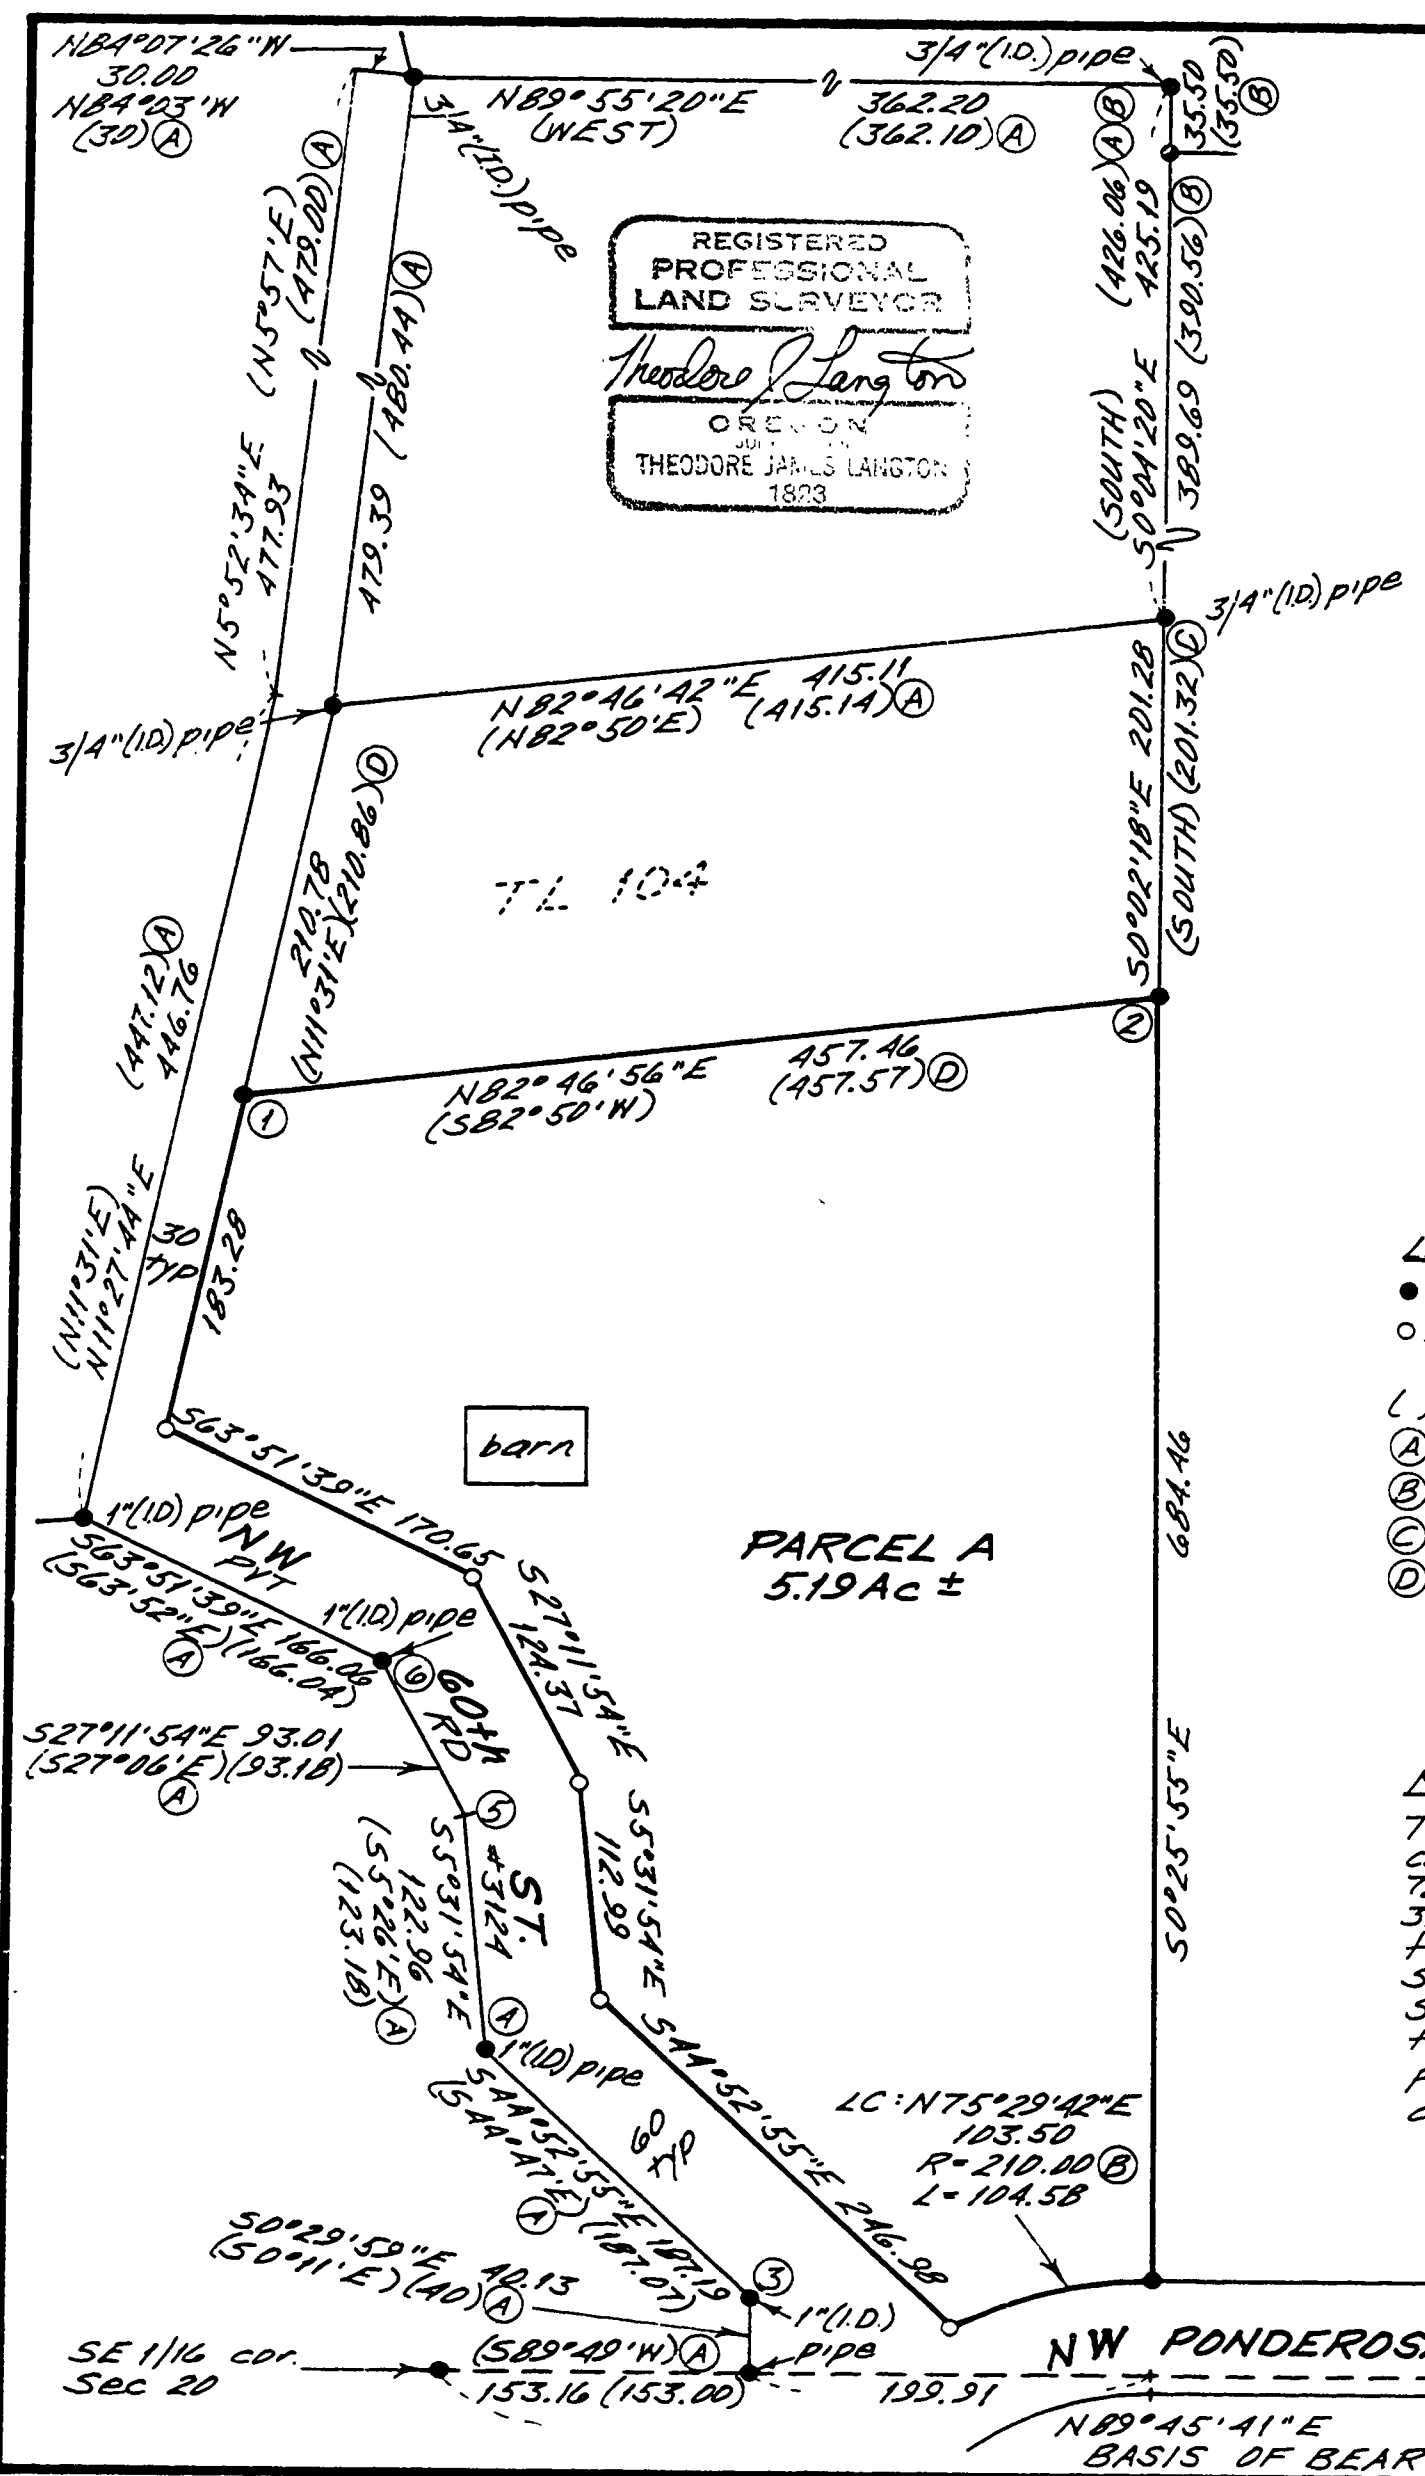 N84°07'26"W
30.00
N84°03'W
(30) Ⓐ
3/4"(I.D.) pipe
N89°55'20"E
(WEST)
362.20
(362.10) Ⓐ
3/4"(I.D.) pipe
35.50
(35.50) Ⓑ
(N5°57'E)
(479.00) Ⓐ
N5°52'34"E
477.93
(480.44) Ⓐ
479.39
REGISTERED
PROFESSIONAL
LAND SURVEYOR
Theodore J Langton
OREGON
THEODORE JAMES LANGTON
1823
(426.06) Ⓐ Ⓑ
425.19
(SOUTH)
S0°04'20"E
389.69 (390.56) Ⓑ
3/4"(I.D.) pipe
3/4"(I.D.) pipe
N82°46'42"E 415.11
(N82°50'E) (415.14) Ⓐ
S0°02'18"E 201.28
(SOUTH) (201.32) Ⓒ
210.78
(N11°31'E)(210.86) Ⓓ
TL 104
(447.12) Ⓐ
446.76
(N11°31'E)
N11°27'44"E
②
①
N82°46'56"E 457.46
(S82°50'W) (457.57) Ⓓ
30
typ
183.28
S63°51'39"E 170.65
barn
PARCEL A
5.19 Ac ±
684.46
S0°25'55"E
( )
Ⓐ
Ⓑ
Ⓒ
Ⓓ
1"(I.D) pipe
NW
PVT
S63°51'39"E 166.06
(S63°52"E)(166.04)
Ⓐ
1"(I.D.) pipe
⑥
60th
RD
S27°11'54"E
124.37
S27°11'54"E 93.01
(S27°06'E)(93.18)
Ⓐ
⑤
#3124
ST.
S5°31'54"E
112.99
S5°31'54"E
122.96
(S5°26'E) Ⓐ
(123.18)
Ⓐ
1"(I.D) pipe
S44°52'55"E 187.19
(S44°47'E) (187.07)
Ⓐ
60
typ
S44°52'55"E 246.98
LC: N75°29'42"E
103.50
R=210.00 Ⓑ
L=104.58
S0°29'59"E 40.13
(S0°11'E) (40) Ⓐ
③
1"(I.D.)
pipe
SE 1/16 cor.
Sec 20
(S89°49'W) Ⓐ
153.16 (153.00)
199.91
NW PONDEROS
N89°45'41"E
BASIS OF BEAR